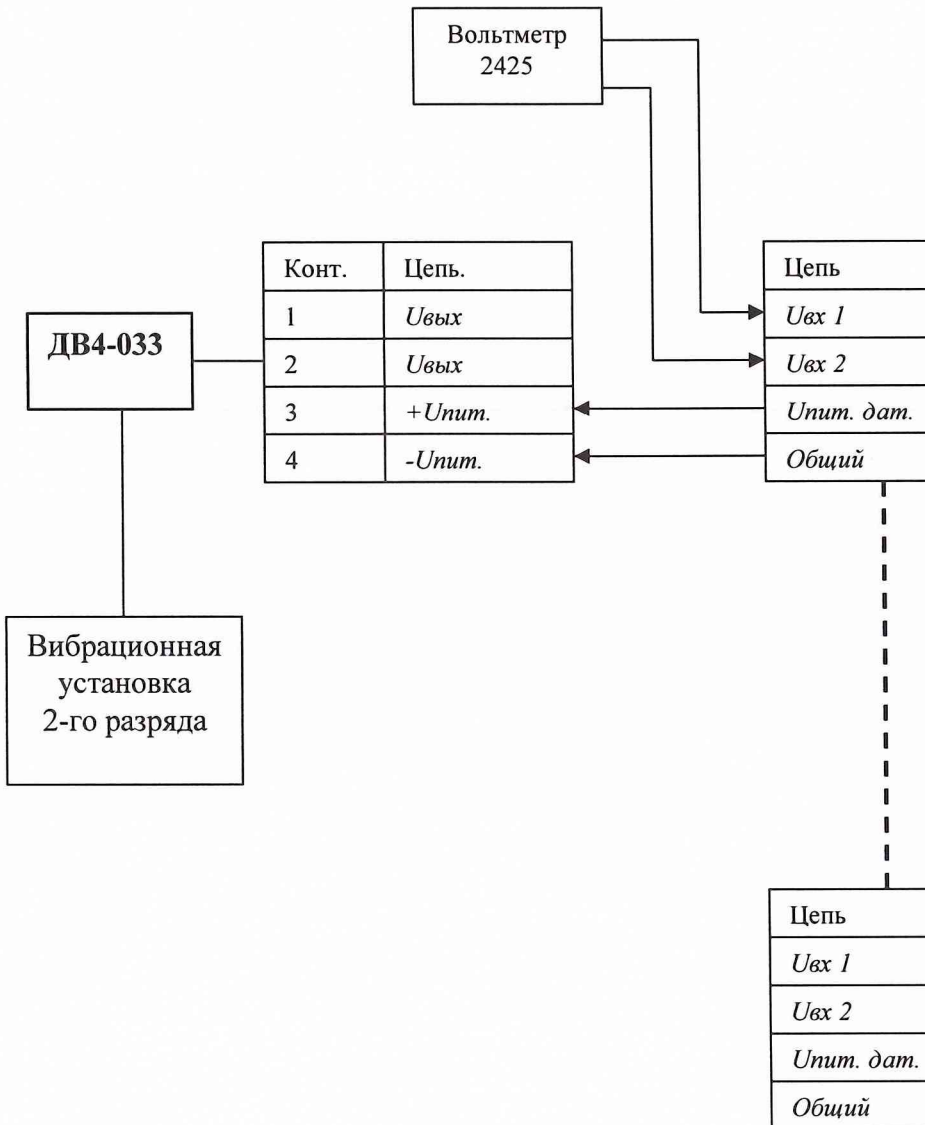 Вольтметр
2425
Конт. Цепь.
1 Uвых
2 Uвых
3 +Uпит.
4 -Uпит.
Цепь
Uвх 1
Uвх 2
Uпит. дат.
Общий
ДВ4-033
Вибрационная
установка
2-го разряда
Цепь
Uвх 1
Uвх 2
Uпит. дат.
Общий